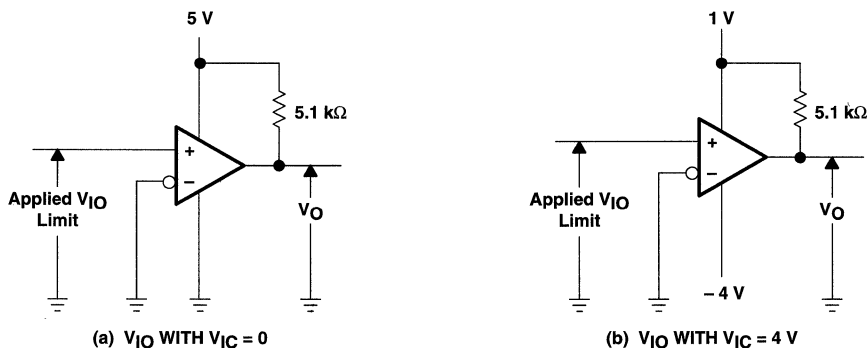 5 V
5.1 kΩ
+
−
Applied VIO
Limit
VO
(a) VIO WITH VIC = 0
1 V
5.1 kΩ
+
−
Applied VIO
Limit
VO
– 4 V
(b) VIO WITH VIC = 4 V